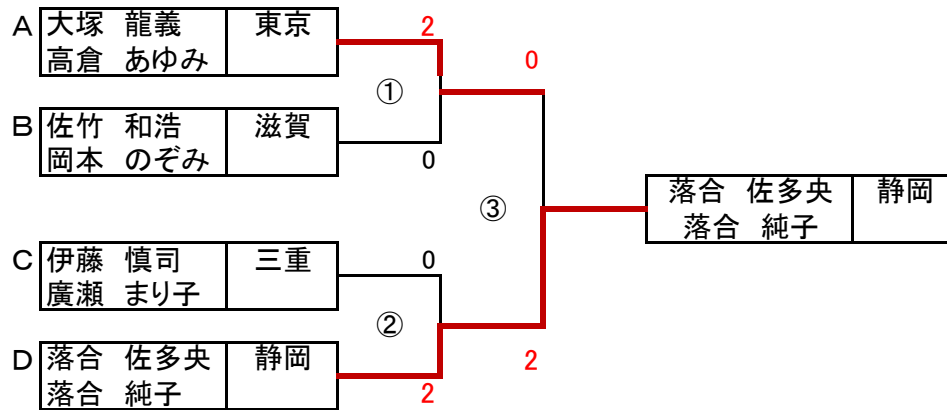 A 大塚 龍義 東京 2
高倉 あゆみ 0
①
B 佐竹 和浩 滋賀
岡本 のぞみ 0
③ 落合 佐多央 静岡
落合 純子
C 伊藤 慎司 三重 0
廣瀬 まり子
②
D 落合 佐多央 静岡 2
落合 純子 2